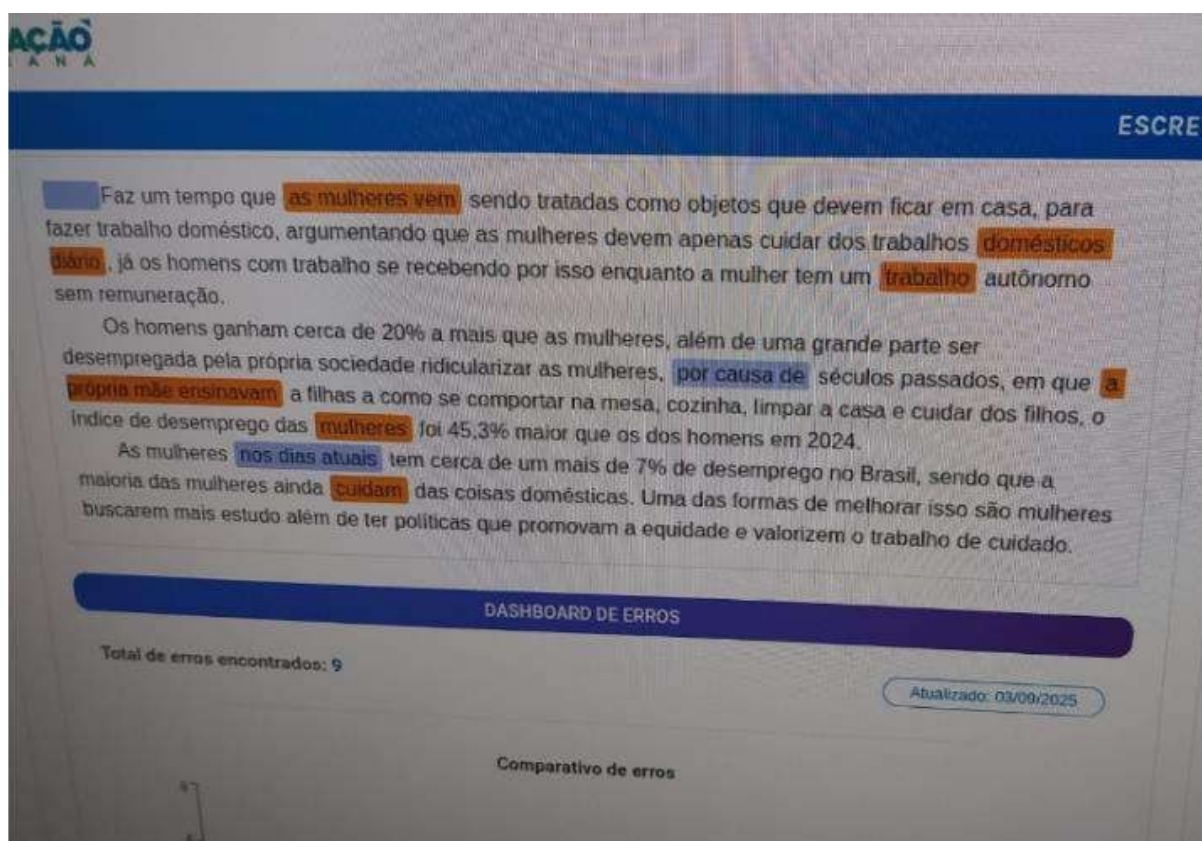 AÇÃO
ANÁ
ESCRE
Faz um tempo que as mulheres vem sendo tratadas como objetos que devem ficar em casa, para
fazer trabalho doméstico, argumentando que as mulheres devem apenas cuidar dos trabalhos domésticos
diário, já os homens com trabalho se recebendo por isso enquanto a mulher tem um trabalho autônomo
sem remuneração.
Os homens ganham cerca de 20% a mais que as mulheres, além de uma grande parte ser
desempregada pela própria sociedade ridicularizar as mulheres, por causa de séculos passados, em que a
própria mãe ensinavam a filhas a como se comportar na mesa, cozinha, limpar a casa e cuidar dos filhos, o
índice de desemprego das mulheres foi 45,3% maior que os dos homens em 2024.
As mulheres nos dias atuais tem cerca de um mais de 7% de desemprego no Brasil, sendo que a
maioria das mulheres ainda cuidam das coisas domésticas. Uma das formas de melhorar isso são mulheres
buscarem mais estudo além de ter políticas que promovam a equidade e valorizem o trabalho de cuidado.
DASHBOARD DE ERROS
Total de erros encontrados: 9
Atualizado: 03/09/2025
Comparativo de erros